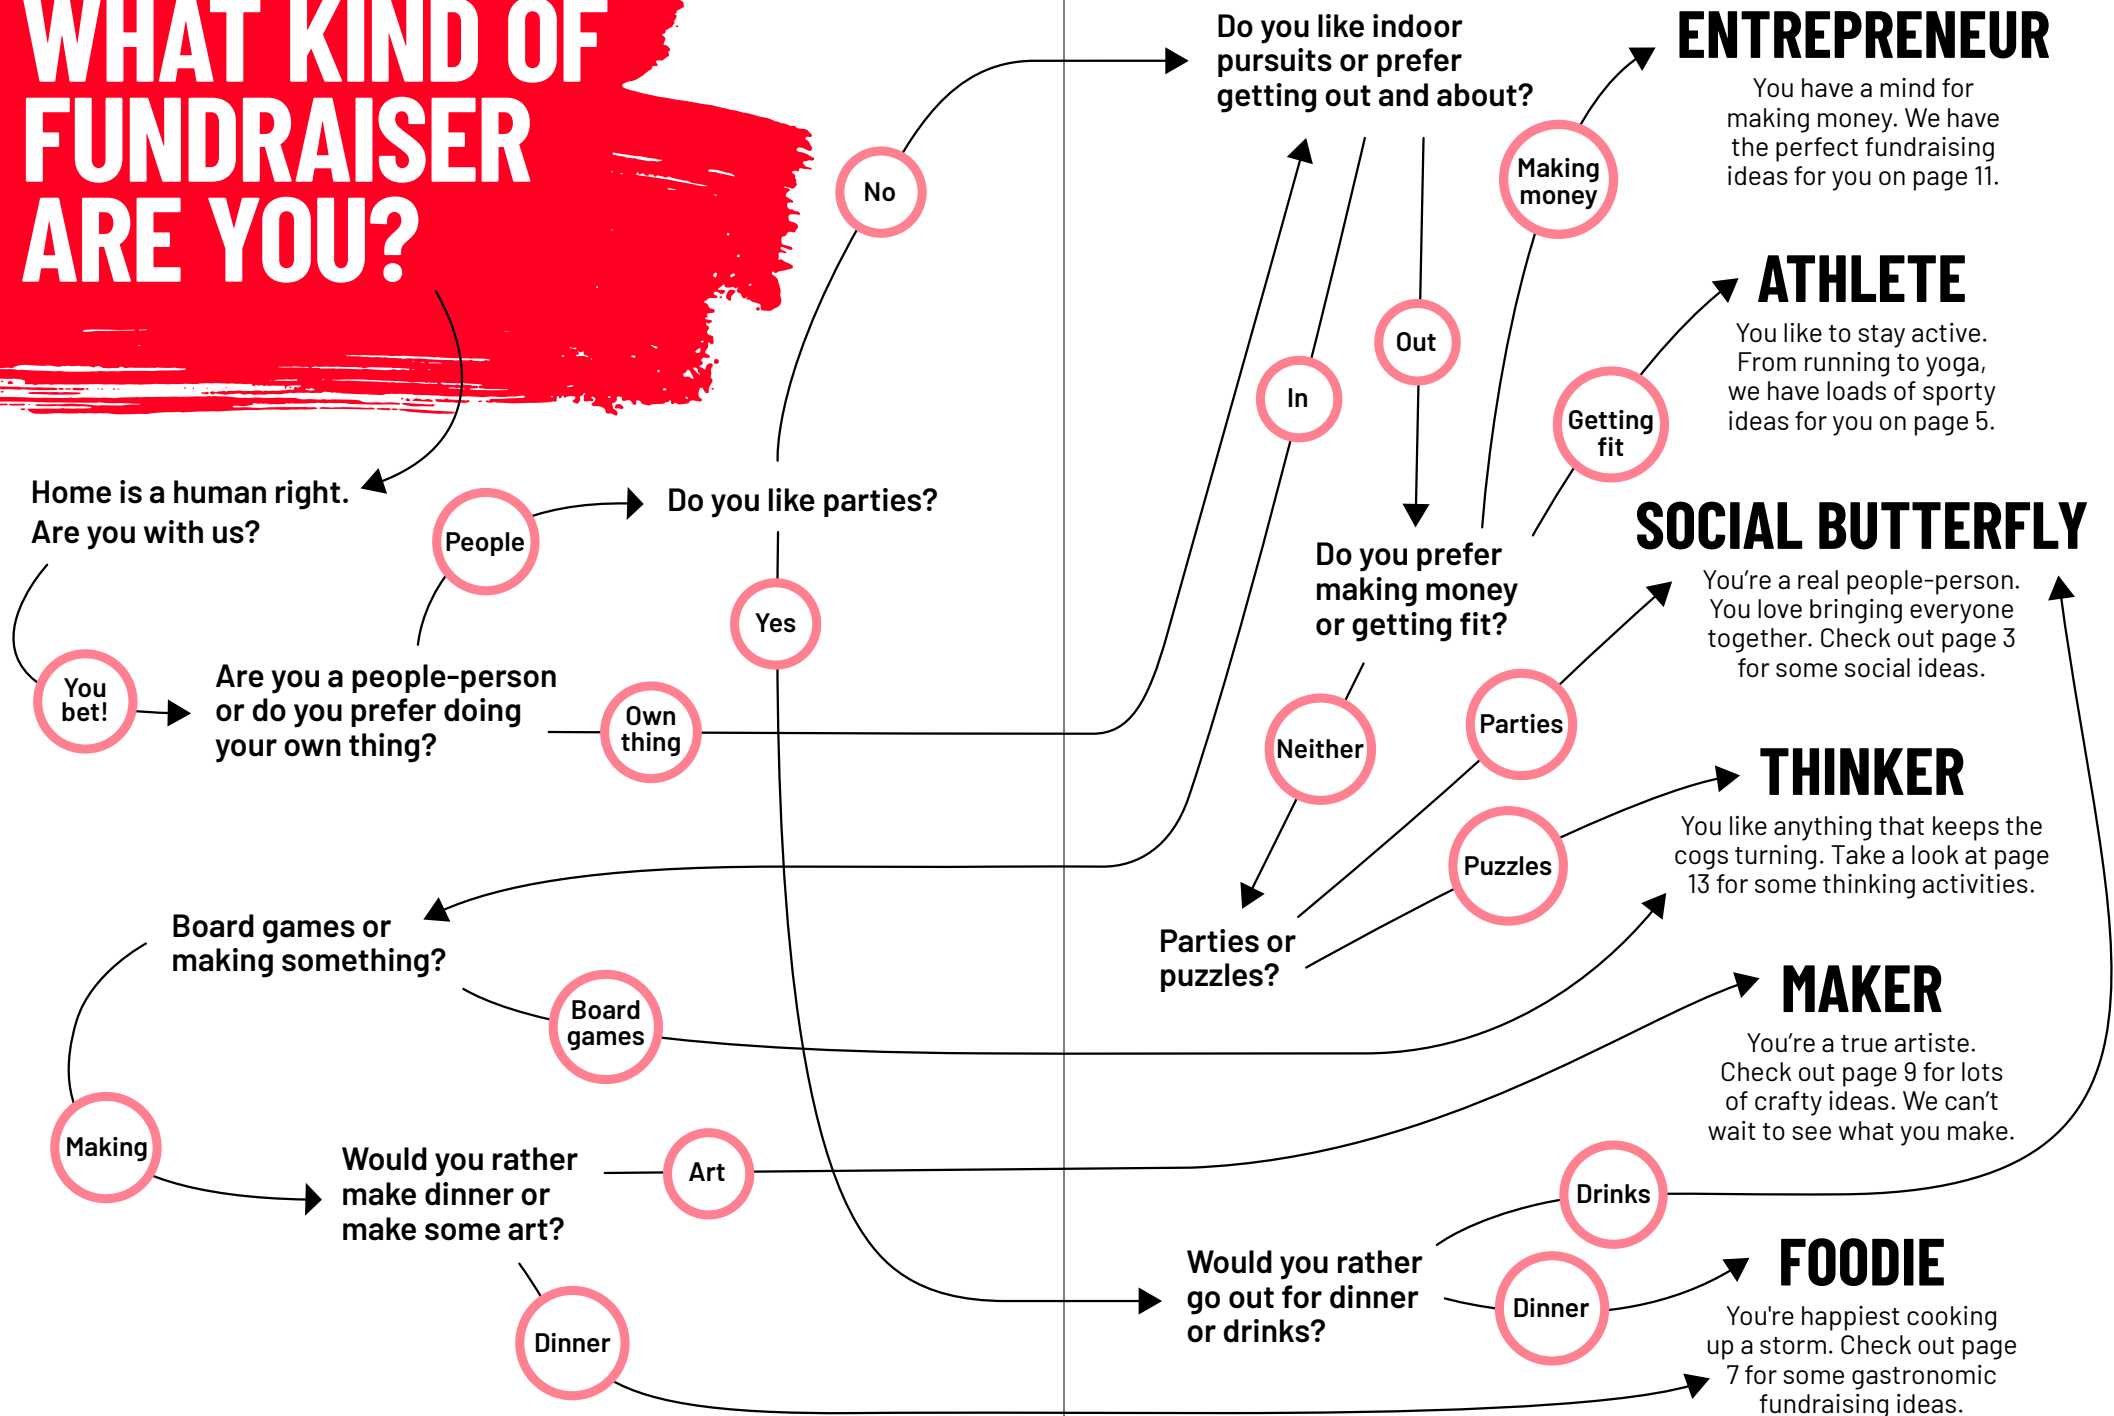 WHAT KIND OF
FUNDRAISER
ARE YOU?
Home is a human right.
Are you with us?
You
bet!
Are you a people-person
or do you prefer doing
your own thing?
People
Own
thing
Do you like parties?
No
Yes
Board games or
making something?
Board
games
Making
Would you rather
make dinner or
make some art?
Art
Dinner
Do you like indoor
pursuits or prefer
getting out and about?
In
Out
Do you prefer
making money
or getting fit?
Making
money
Getting
fit
Neither
Parties or
puzzles?
Parties
Puzzles
Would you rather
go out for dinner
or drinks?
Drinks
Dinner
ENTREPRENEUR
You have a mind for
making money. We have
the perfect fundraising
ideas for you on page 11.
ATHLETE
You like to stay active.
From running to yoga,
we have loads of sporty
ideas for you on page 5.
SOCIAL BUTTERFLY
You’re a real people-person.
You love bringing everyone
together. Check out page 3
for some social ideas.
THINKER
You like anything that keeps the
cogs turning. Take a look at page
13 for some thinking activities.
MAKER
You’re a true artiste.
Check out page 9 for lots
of crafty ideas. We can’t
wait to see what you make.
FOODIE
You're happiest cooking
up a storm. Check out page
7 for some gastronomic
fundraising ideas.